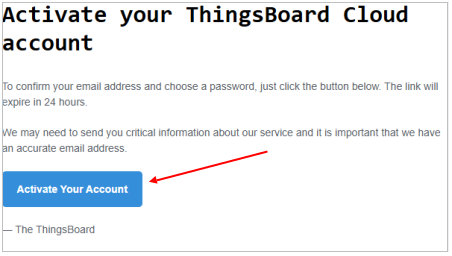 Activate your ThingsBoard Cloud
account
To confirm your email address and choose a password, just click the button below. The link will
expire in 24 hours.
We may need to send you critical information about our service and it is important that we have
an accurate email address.
Activate Your Account
— The ThingsBoard